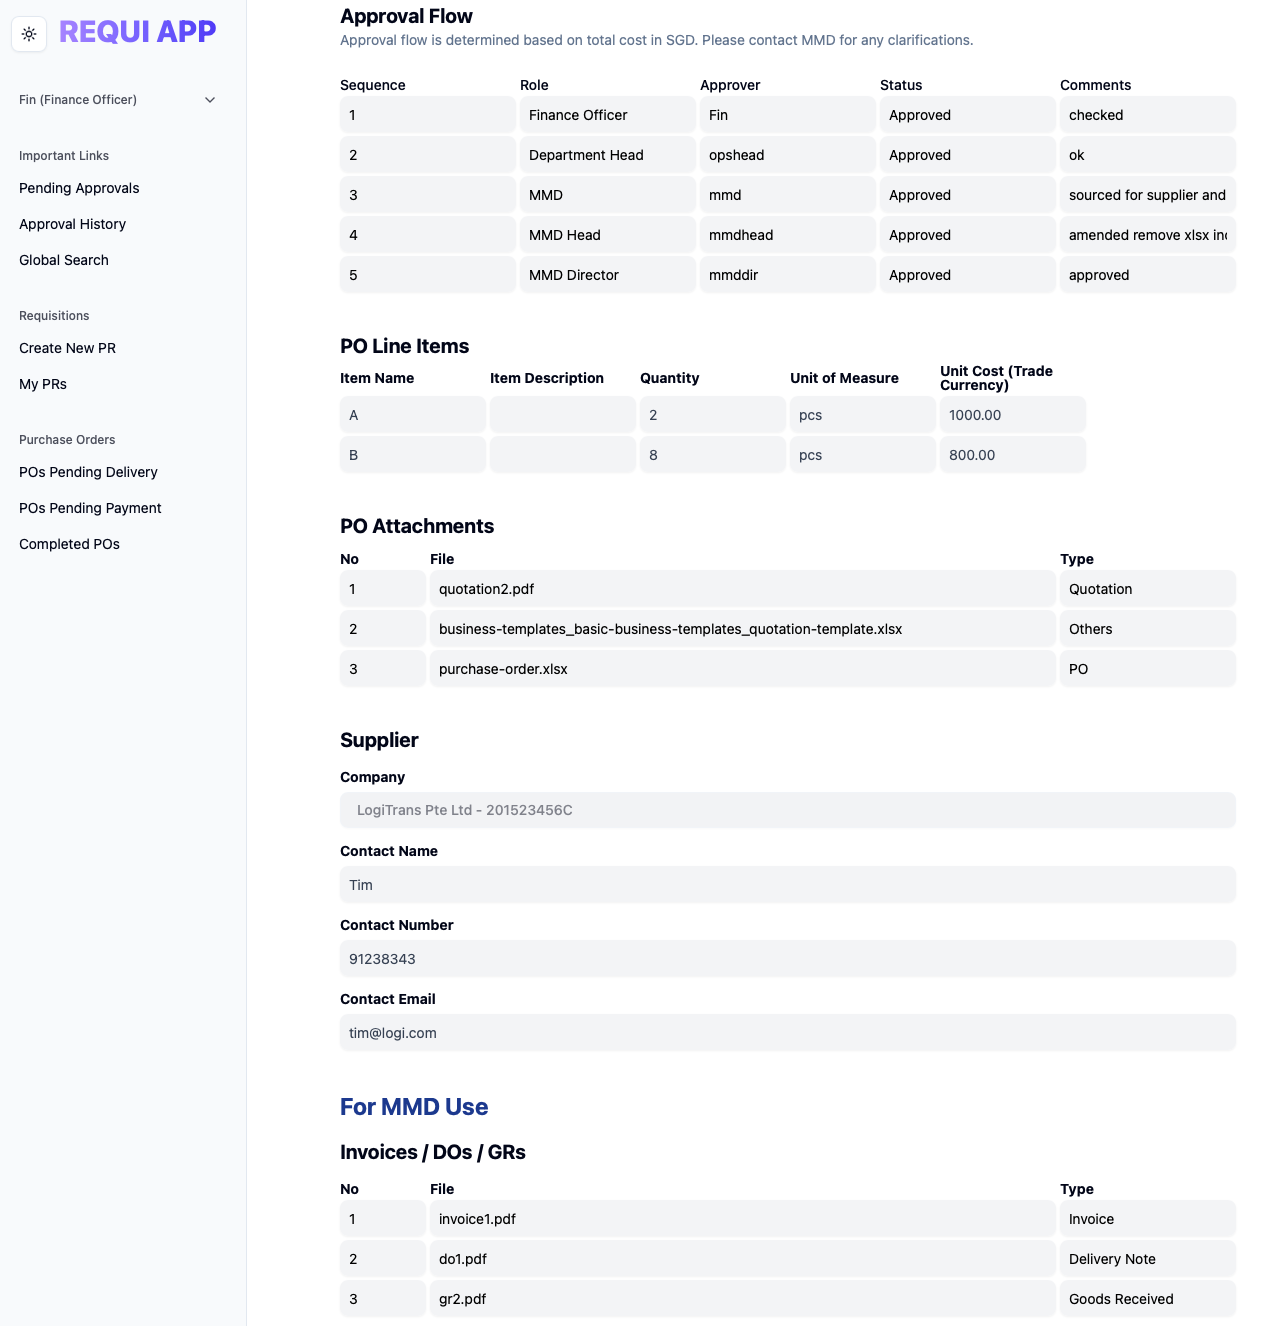 REQUI APP
Fin (Finance Officer)
Important Links
Pending Approvals
Approval History
Global Search
Requisitions
Create New PR
My PRs
Purchase Orders
POs Pending Delivery
POs Pending Payment
Completed POs
Approval Flow
Approval flow is determined based on total cost in SGD. Please contact MMD for any clarifications.
Sequence Role Approver Status Comments
1 Finance Officer Fin Approved checked
2 Department Head opshead Approved ok
3 MMD mmd Approved sourced for supplier and
4 MMD Head mmdhead Approved amended remove xlsx
5 MMD Director mmddir Approved approved
PO Line Items
Item Name Item Description Quantity Unit of Measure Unit Cost (Trade
Currency)
A 2 pcs 1000.00
B 8 pcs 800.00
PO Attachments
No File Type
1 quotation2.pdf Quotation
2 business-templates_basic-business-templates_quotation-template.xlsx Others
3 purchase-order.xlsx PO
Supplier
Company
LogiTrans Pte Ltd - 201523456C
Contact Name
Tim
Contact Number
91238343
Contact Email
tim@logi.com
For MMD Use
Invoices / DOs / GRs
No File Type
1 invoice1.pdf Invoice
2 do1.pdf Delivery Note
3 gr2.pdf Goods Received